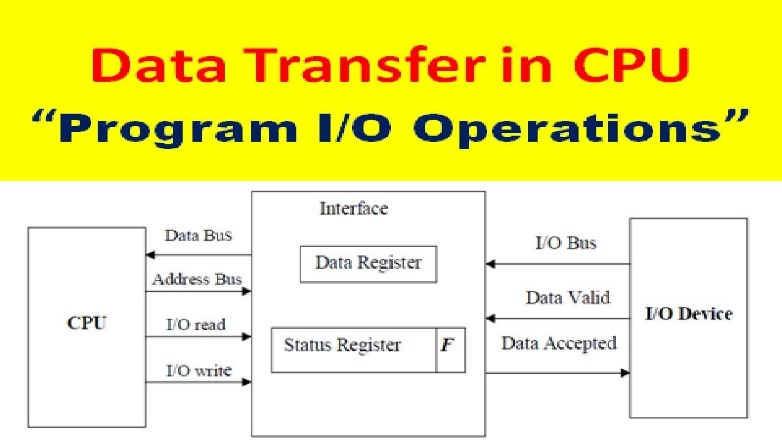 Data Transfer in CPU
“Program I/O Operations”
Interface
Data Bus
I/O Bus
Data Register
Address Bus
Data Valid
CPU
I/O read
Status Register F
Data Accepted
I/O Device
I/O write